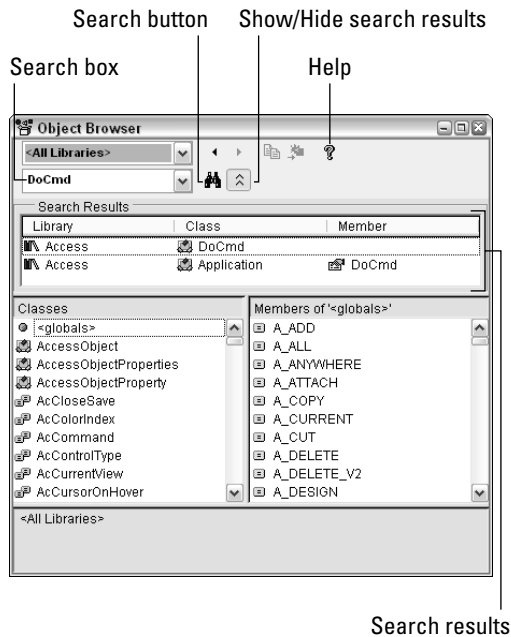 Search button Show/Hide search results
Search box Help
Object Browser
<All Libraries>
DoCmd
Search Results
Library Class Member
Access DoCmd
Access Application DoCmd
Classes Members of '<globals>'
<globals> A_ADD
AccessObject A_ALL
AccessObjectProperties A_ANYWHERE
AccessObjectProperty A_ATTACH
AcCloseSave A_COPY
AcColorIndex A_CURRENT
AcCommand A_CUT
AcControlType A_DELETE
AcCurrentView A_DELETE_V2
AcCursorOnHover A_DESIGN
<All Libraries>
Search results